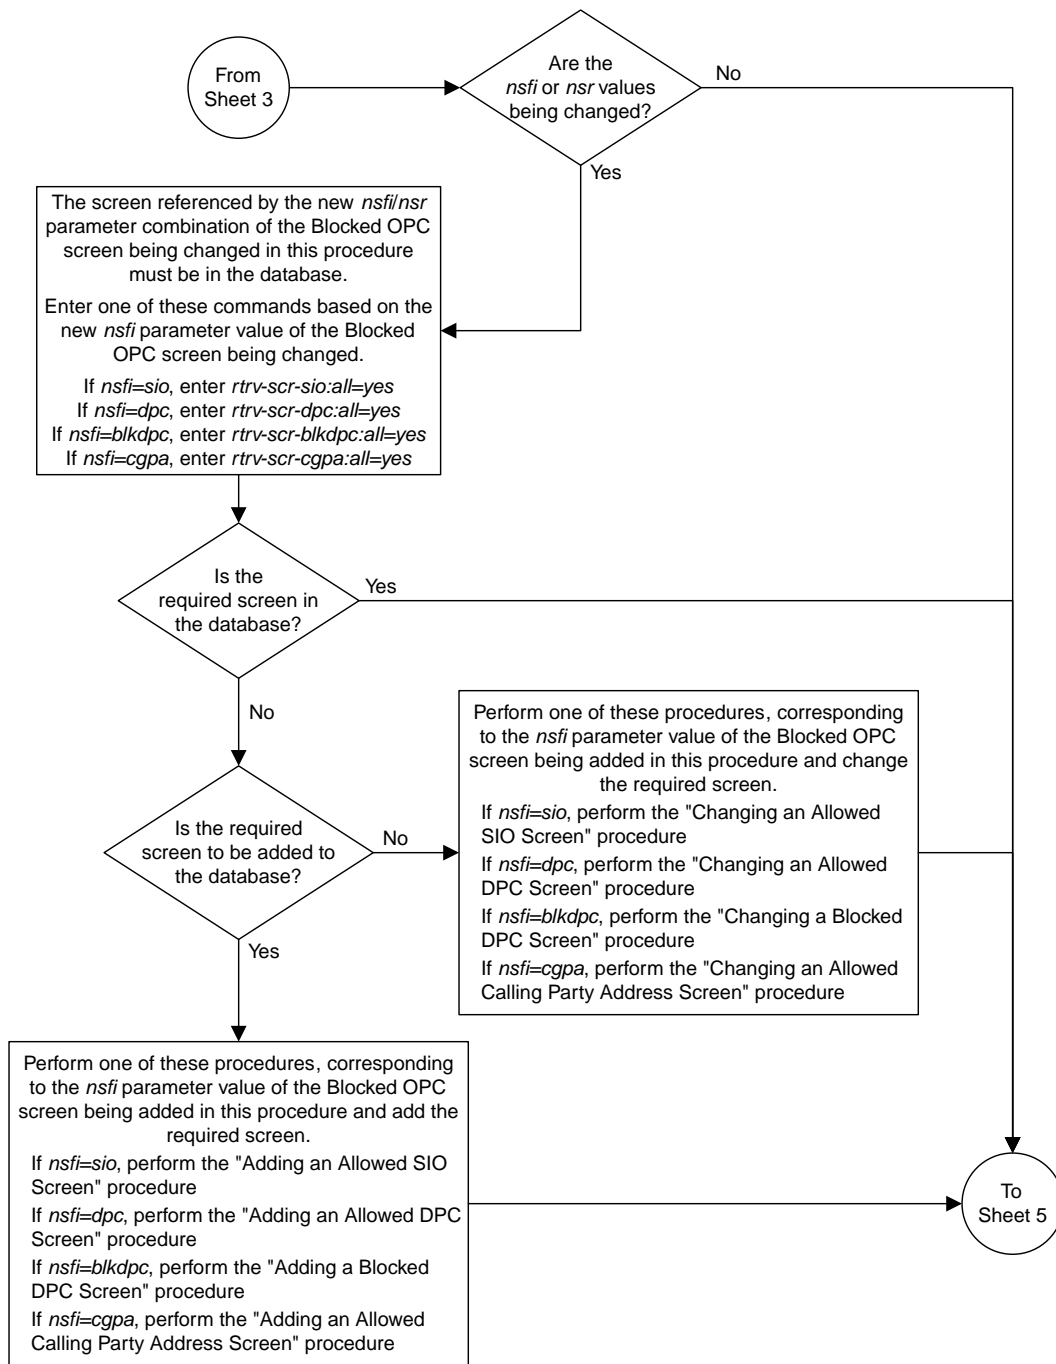 From
Sheet 3
Are the
nsfi or nsr values
being changed?
No
Yes
The screen referenced by the new nsfi/nsr
parameter combination of the Blocked OPC
screen being changed in this procedure
must be in the database.
Enter one of these commands based on the
new nsfi parameter value of the Blocked
OPC screen being changed.
If nsfi=sio, enter rtrv-scr-sio:all=yes
If nsfi=dpc, enter rtrv-scr-dpc:all=yes
If nsfi=blkdpc, enter rtrv-scr-blkdpc:all=yes
If nsfi=cgpa, enter rtrv-scr-cgpa:all=yes
Is the
required screen in
the database?
Yes
No
Is the required
screen to be added to
the database?
No
Yes
Perform one of these procedures, corresponding
to the nsfi parameter value of the Blocked OPC
screen being added in this procedure and change
the required screen.
If nsfi=sio, perform the "Changing an Allowed
SIO Screen" procedure
If nsfi=dpc, perform the "Changing an Allowed
DPC Screen" procedure
If nsfi=blkdpc, perform the "Changing a Blocked
DPC Screen" procedure
If nsfi=cgpa, perform the "Changing an Allowed
Calling Party Address Screen" procedure
Perform one of these procedures, corresponding
to the nsfi parameter value of the Blocked OPC
screen being added in this procedure and add the
required screen.
If nsfi=sio, perform the "Adding an Allowed SIO
Screen" procedure
If nsfi=dpc, perform the "Adding an Allowed DPC
Screen" procedure
If nsfi=blkdpc, perform the "Adding a Blocked
DPC Screen" procedure
If nsfi=cgpa, perform the "Adding an Allowed
Calling Party Address Screen" procedure
To
Sheet 5